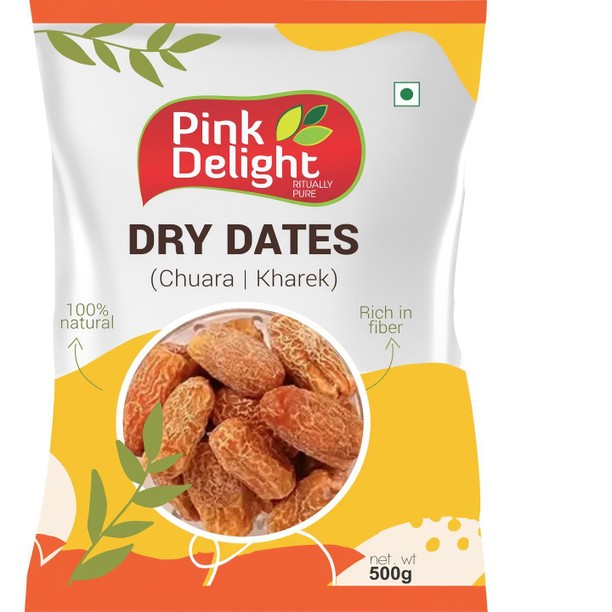 Pink
Delight
RITUALLY
PURE
DRY DATES
(Chuara | Kharek)
100%
natural
Rich in
fiber
net. wt
500g